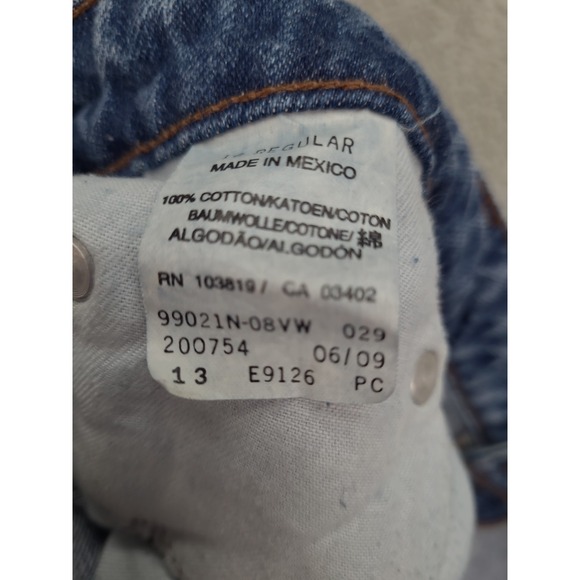 REGULAR
MADE IN MEXICO
100% COTTON/KATOEN/COTON
BAUMWOLLE/COTONE/綿
ALGODÃO/ALGODÓN
RN 103819/ CA 03402
99021N-08VW 029
200754 06/09
13 E9126 PC